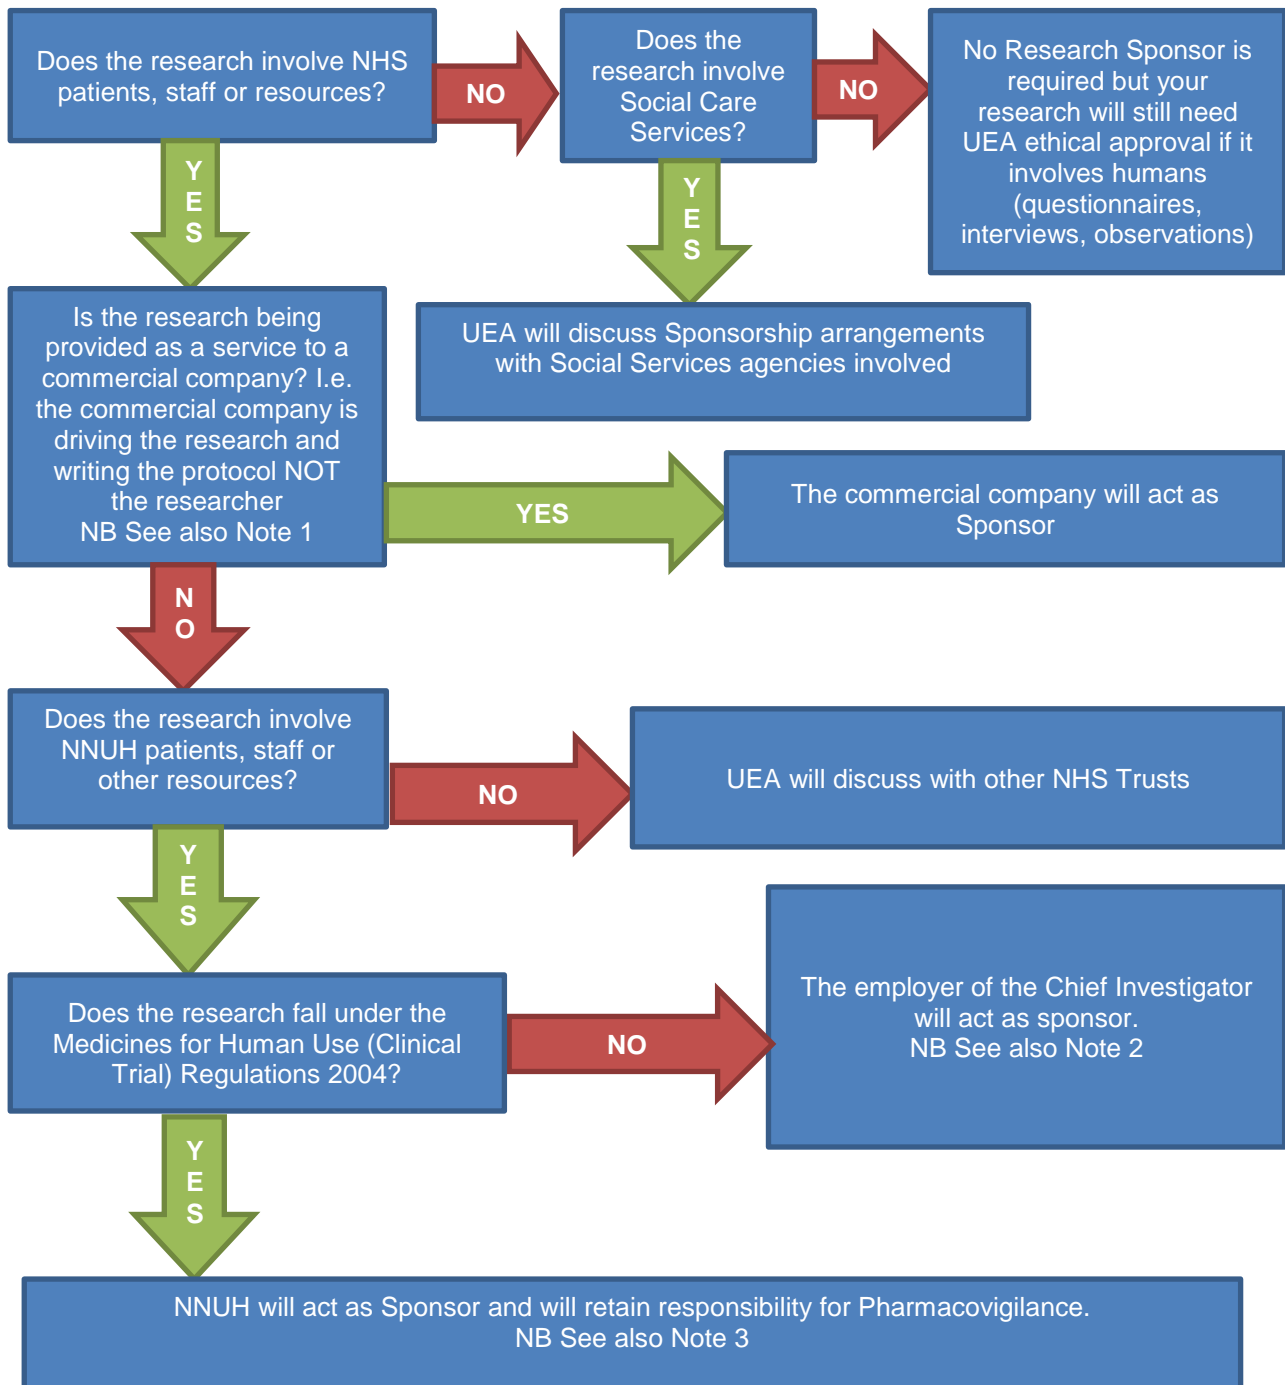 Does the research involve NHS
patients, staff or resources?
NO
Does the
research involve
Social Care
Services?
NO
No Research Sponsor is
required but your
research will still need
UEA ethical approval if it
involves humans
(questionnaires,
interviews, observations)
Y
E
S
Y
E
S
UEA will discuss Sponsorship arrangements
with Social Services agencies involved
Is the research being
provided as a service to a
commercial company? I.e.
the commercial company is
driving the research and
writing the protocol NOT
the researcher
NB See also Note 1
YES
The commercial company will act as
Sponsor
N
O
Does the research involve
NNUH patients, staff or
other resources?
NO
UEA will discuss with other NHS Trusts
Y
E
S
Does the research fall under the
Medicines for Human Use (Clinical
Trial) Regulations 2004?
NO
The employer of the Chief Investigator
will act as sponsor.
NB See also Note 2
Y
E
S
NNUH will act as Sponsor and will retain responsibility for Pharmacovigilance.
NB See also Note 3